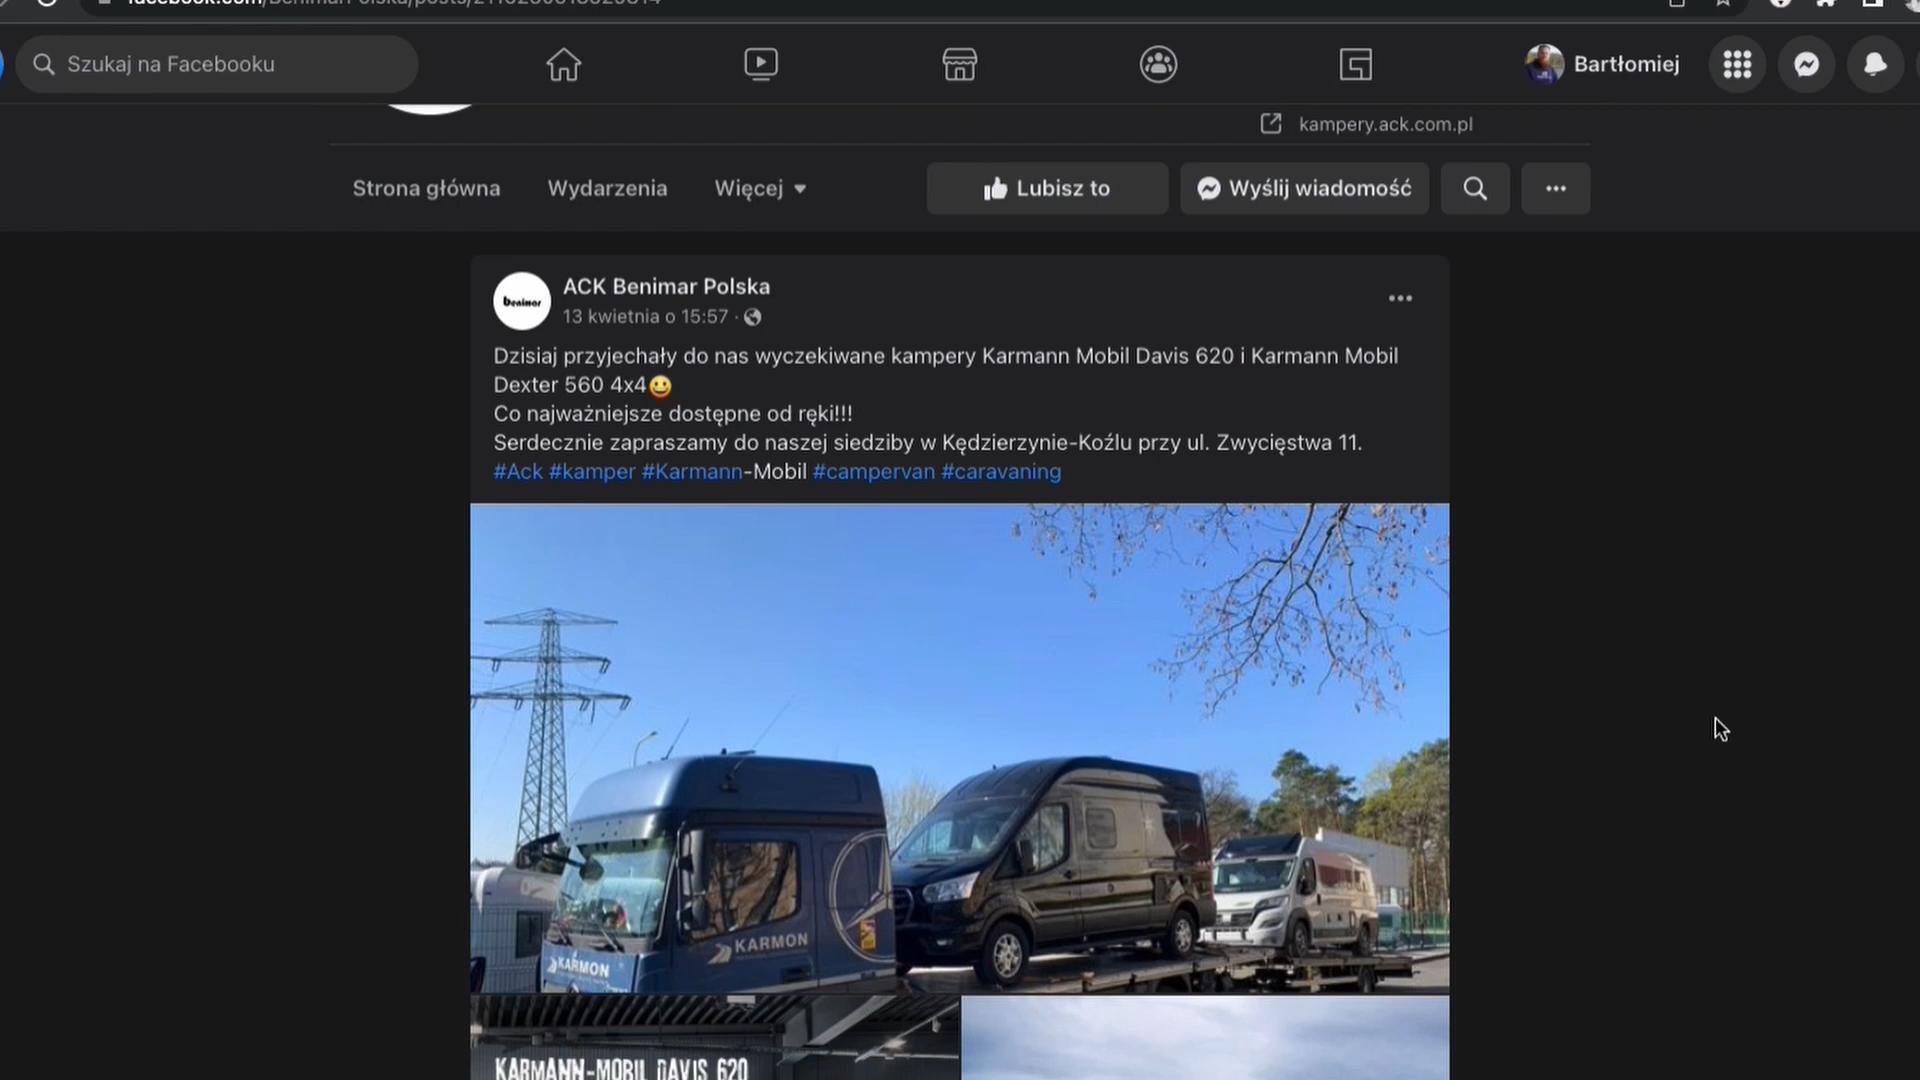 Szukaj na Facebooku
Bartłomiej
kampery.ack.com.pl
Strona główna
Wydarzenia
Więcej
Lubisz to
Wyślij wiadomość
benimar
ACK Benimar Polska
13 kwietnia o 15:57 ·
Dzisiaj przyjechały do nas wyczekiwane kampery Karmann Mobil Davis 620 i Karmann Mobil
Dexter 560 4x4😀
Co najważniejsze dostępne od ręki!!!
Serdecznie zapraszamy do naszej siedziby w Kędzierzynie-Koźlu przy ul. Zwycięstwa 11.
#Ack #kamper #Karmann-Mobil #campervan #caravaning
KARMON
KARMON
KARMANN-MOBIL DAVIS 620